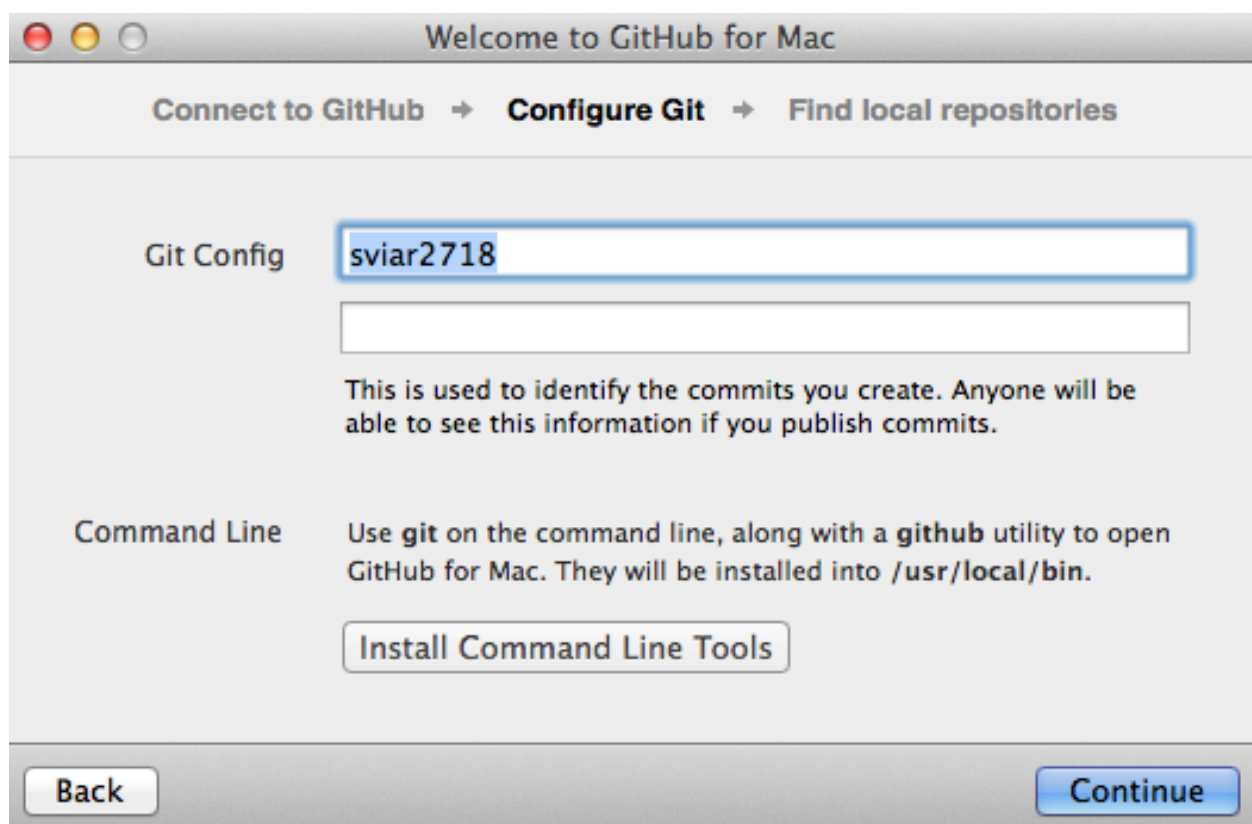 Welcome to GitHub for Mac
Connect to GitHub → Configure Git → Find local repositories
Git Config sviar2718
This is used to identify the commits you create. Anyone will be
able to see this information if you publish commits.
Command Line Use git on the command line, along with a github utility to open
GitHub for Mac. They will be installed into /usr/local/bin.
Install Command Line Tools
Back Continue